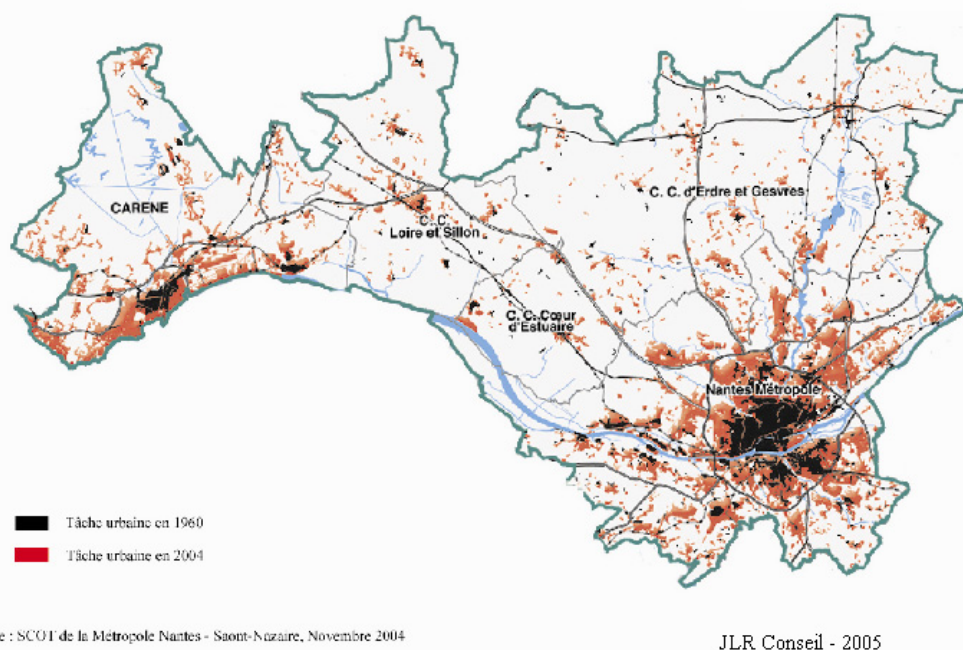 CARENE
C. C.
Loire et Sillon
C. C. d'Erdre et Gesvres
C. C. Cœur
d'Estuaire
Nantes Métropole
Tâche urbaine en 1960
Tâche urbaine en 2004
e : SCOT de la Métropole Nantes - Saont-Nazaire, Novembre 2004
JLR Conseil - 2005